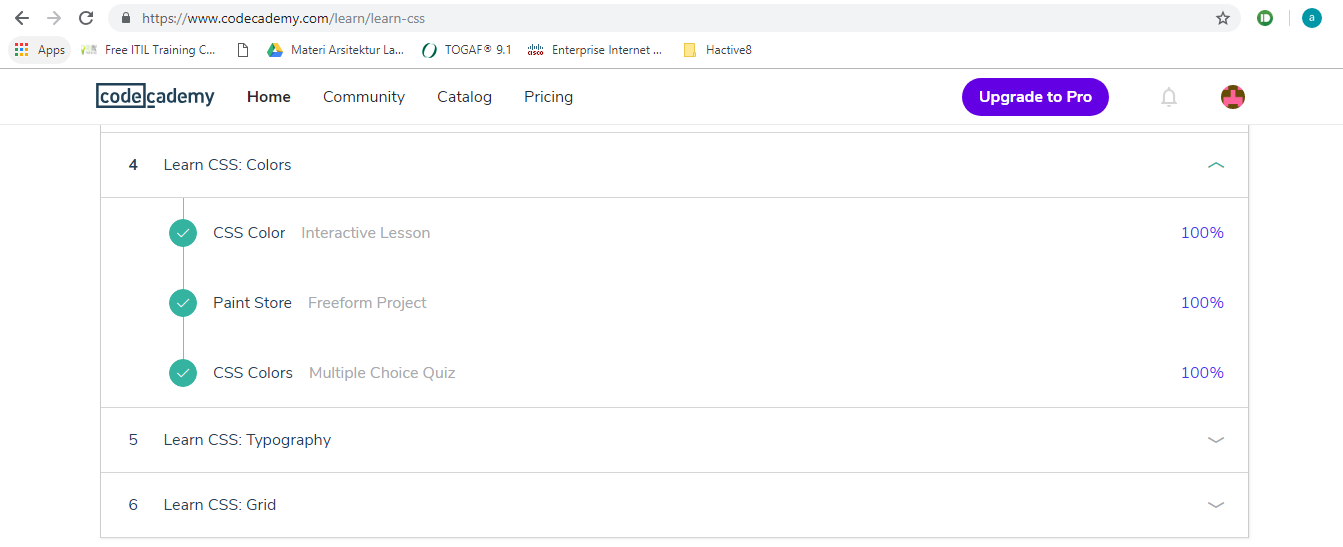 https://www.codecademy.com/learn/learn-css
a
Apps Free ITIL Training C... Materi Arsitektur La... TOGAF® 9.1 cisco Enterprise Internet ... Hactive8
codecademy Home Community Catalog Pricing Upgrade to Pro
4 Learn CSS: Colors
CSS Color Interactive Lesson 100%
Paint Store Freeform Project 100%
CSS Colors Multiple Choice Quiz 100%
5 Learn CSS: Typography
6 Learn CSS: Grid